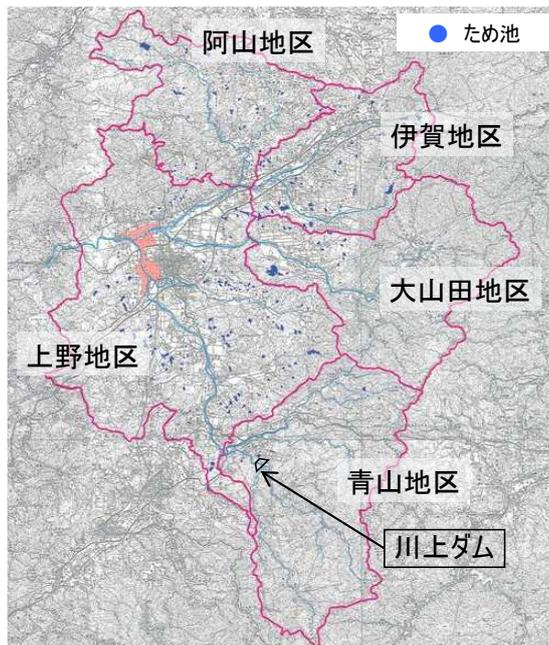 ため池
阿山地区
伊賀地区
大山田地区
上野地区
青山地区
川上ダム